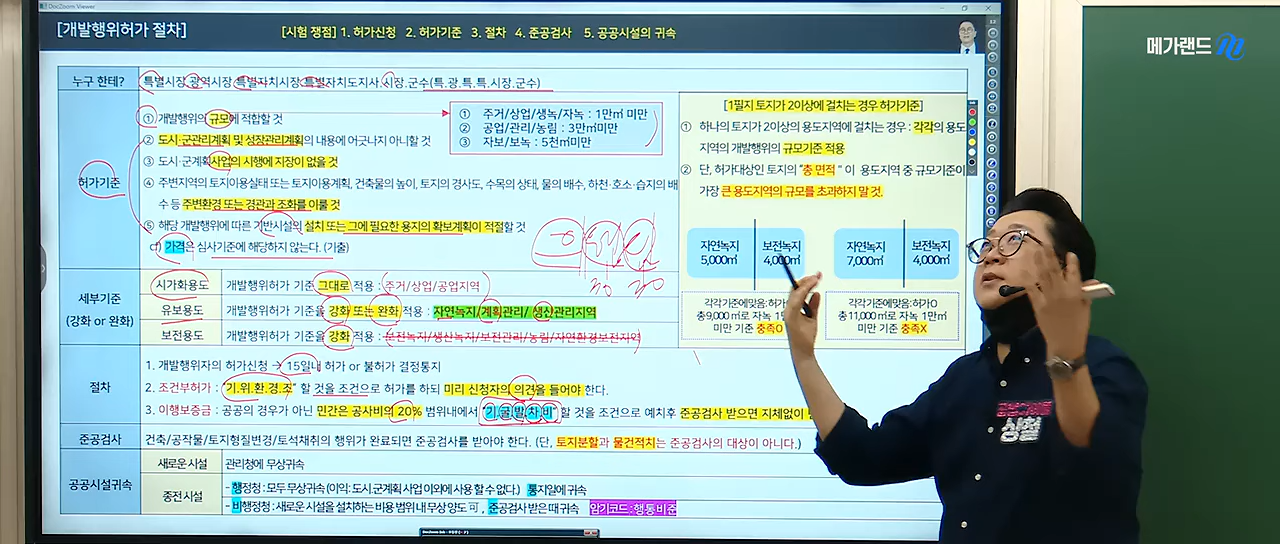 DocZoom Viewer
[개발행위허가 절차]
[시험 쟁점] 1. 허가신청 2. 허가기준 3. 절차 4. 준공검사 5. 공공시설의 귀속
메가랜드
누구 한테?
특별시장.광역시장.특별자치시장.특별자치도지사.시장.군수(특.광.특.특.시장.군수)
허가기준
① 개발행위의 규모에 적합할 것
② 도시·군관리계획 및 성장관리계획의 내용에 어긋나지 아니할 것
③ 도시·군계획사업의 시행에 지장이 없을 것
④ 주변지역의 토지이용실태 또는 토지이용계획, 건축물의 높이, 토지의 경사도, 수목의 상태, 물의 배수, 하천·호소·습지의 배
수 등 주변환경 또는 경관과 조화를 이룰 것
⑤ 해당 개발행위에 따른 기반시설의 설치 또는 그에 필요한 용지의 확보계획이 적절할 것
가격은 심사기준에 해당하지 않는다. (기출)
① 주거/상업/생녹/자녹 : 1만㎡ 미만
② 공업/관리/농림 : 3만㎡미만
③ 자보/보녹 : 5천㎡미만
[1필지 토지가 2이상에 걸치는 경우 허가기준]
① 하나의 토지가 2이상의 용도지역에 걸치는 경우 : 각각의 용도
지역의 개발행위의 규모기준 적용
② 단, 허가대상인 토지의 "총 면적" 이 용도지역 중 규모기준이
가장 큰 용도지역의 규모를 초과하지 말 것.
자연녹지
5,000㎡
보전녹지
4,000㎡
자연녹지
7,000㎡
보전녹지
4,000㎡
각각기준에맞음:허가O
총9,000㎡로 자녹 1만
미만 기준 충족O
각각기준에맞음:허가O
총11,000㎡로 자녹 1만㎡
미만기준 충족X
세부기준
(강화 or 완화)
시가화용도
개발행위허가 기준 그대로 적용 : 주거/상업/공업지역
유보용도
개발행위허가 기준을 강화 또는 완화 적용 : 자연녹지/계획관리/ 생산관리지역
보전용도
개발행위허가 기준을 강화 적용 : 보전녹지/생산녹지/보전관리/농림/자연환경보전지역
절차
1. 개발행위자의 허가신청 → 15일내 허가 or 불허가 결정통지
2. 조건부허가 : "기.위.환.경.조" 할 것을 조건으로 허가를 하되 미리 신청자의 의견을 들어야 한다.
3. 이행보증금 : 공공의 경우가 아닌 민간은 공사비의 20% 범위내에서 "기,굴,발,차,비" 할 것을 조건으로 예치후 준공검사 받으면 지체없이
준공검사
건축/공작물/토지형질변경/토석채취의 행위가 완료되면 준공검사를 받아야 한다. (단, 토지분할과 물건적치는 준공검사의 대상이 아니다.)
공공시설귀속
새로운 시설
관리청에 무상귀속
종전 시설
- 행정청 : 모두 무상귀속 (이익: 도시.군계획 사업 이외에 사용 할 수 없다.) 통지일에 귀속
- 비행정청 : 새로운 시설을 설치하는 비용 범위 내 무상 양도 可 , 준공검사 받은 때 귀속 암기코드 : 행통비준